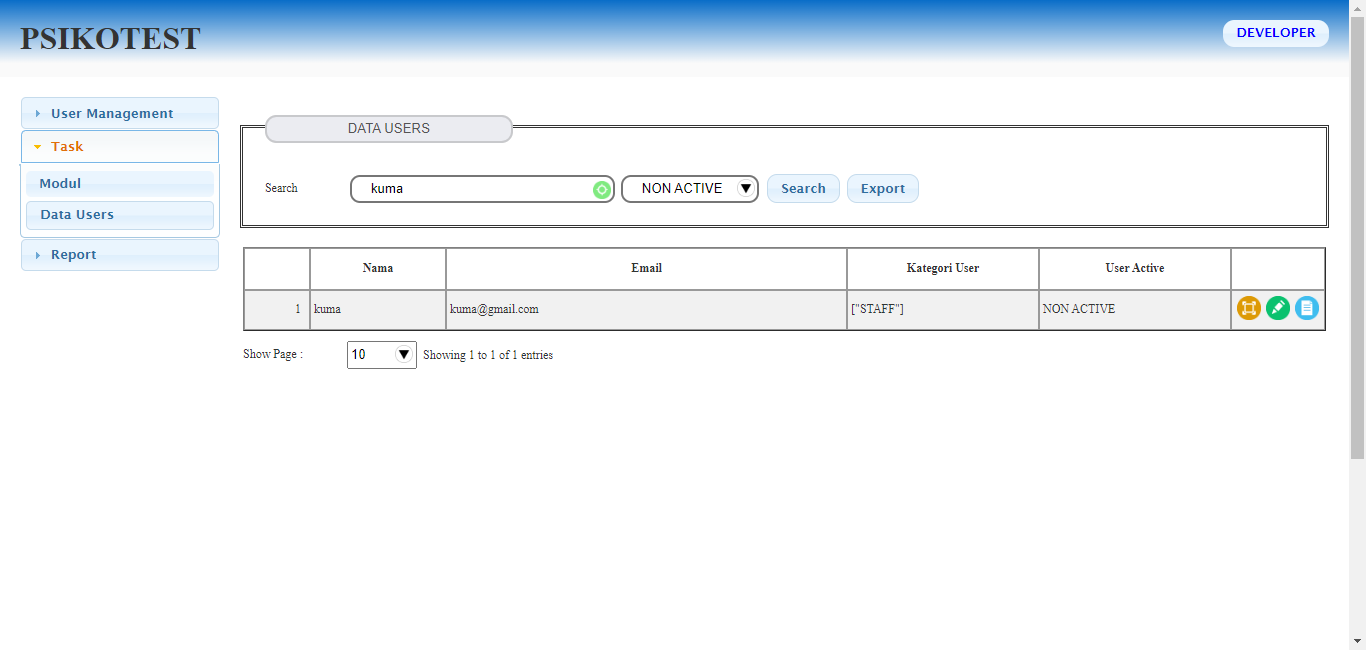 PSIKOTEST
DEVELOPER
User Management
Task
Modul
Data Users
Report
DATA USERS
Search kuma NON ACTIVE Search Export
Nama Email Kategori User User Active
1 kuma kuma@gmail.com ["STAFF"] NON ACTIVE
Show Page : 10 Showing 1 to 1 of 1 entries